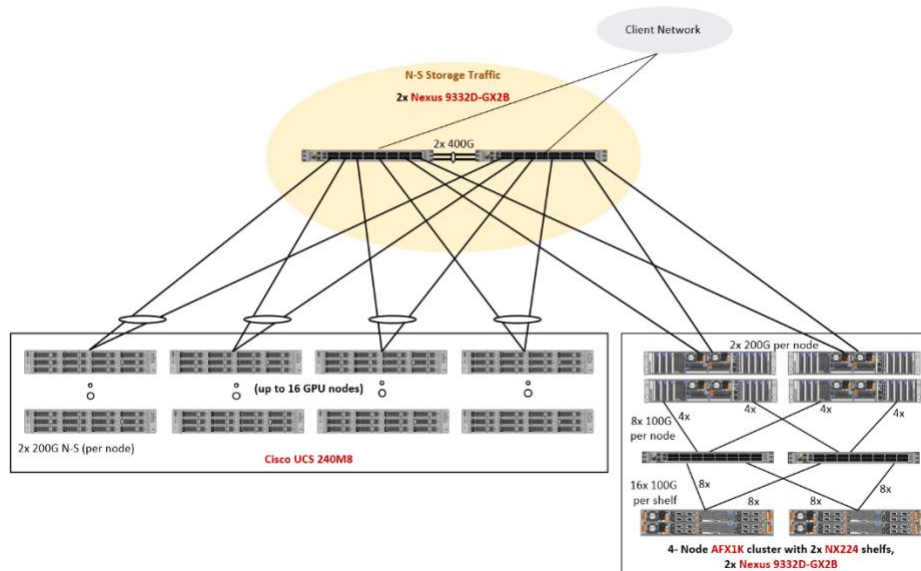 Client Network
N-S Storage Traffic
2x Nexus 9332D-GX2B
2x 400G
2x 200G per node
(up to 16 GPU nodes)
4x
4x
4x
4x
8x 100G
per node
2x 200G N-S (per node)
Cisco UCS 240M8
16x 100G
per shelf
8x
8x
8x
8x
4- Node AFX1K cluster with 2x NX224 shelfs,
2x Nexus 9332D-GX2B